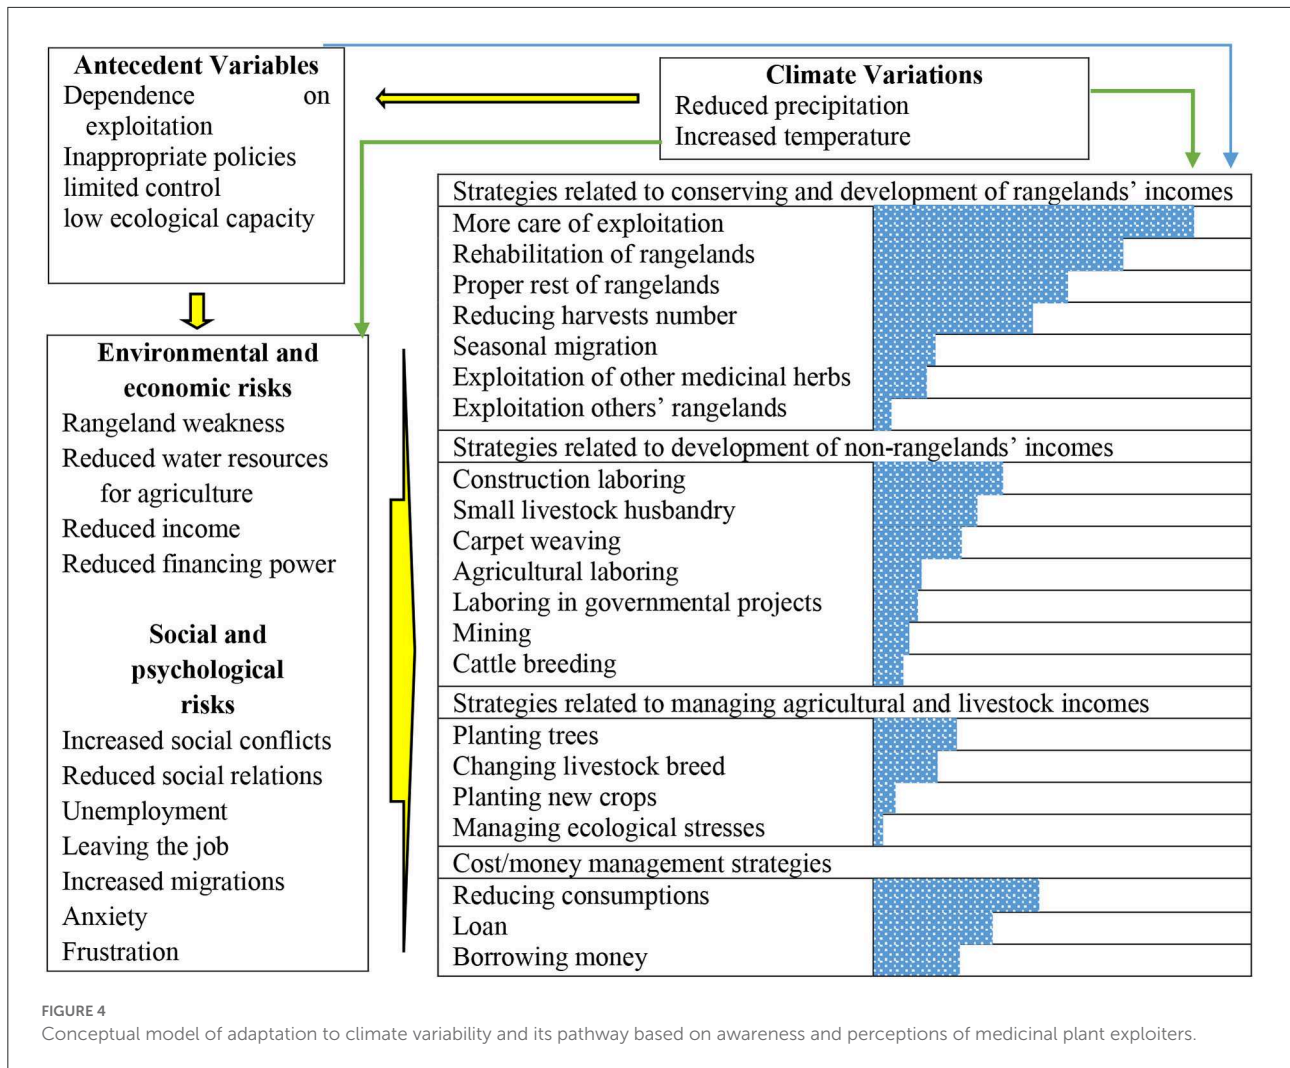 Antecedent Variables
Dependence on
exploitation
Inappropriate policies
limited control
low ecological capacity
Climate Variations
Reduced precipitation
Increased temperature
Environmental and
economic risks
Rangeland weakness
Reduced water resources
for agriculture
Reduced income
Reduced financing power
Social and
psychological
risks
Increased social conflicts
Reduced social relations
Unemployment
Leaving the job
Increased migrations
Anxiety
Frustration
Strategies related to conserving and development of rangelands' incomes
More care of exploitation
Rehabilitation of rangelands
Proper rest of rangelands
Reducing harvests number
Seasonal migration
Exploitation of other medicinal herbs
Exploitation others' rangelands
Strategies related to development of non-rangelands' incomes
Construction laboring
Small livestock husbandry
Carpet weaving
Agricultural laboring
Laboring in governmental projects
Mining
Cattle breeding
Strategies related to managing agricultural and livestock incomes
Planting trees
Changing livestock breed
Planting new crops
Managing ecological stresses
Cost/money management strategies
Reducing consumptions
Loan
Borrowing money
FIGURE 4
Conceptual model of adaptation to climate variability and its pathway based on awareness and perceptions of medicinal plant exploiters.